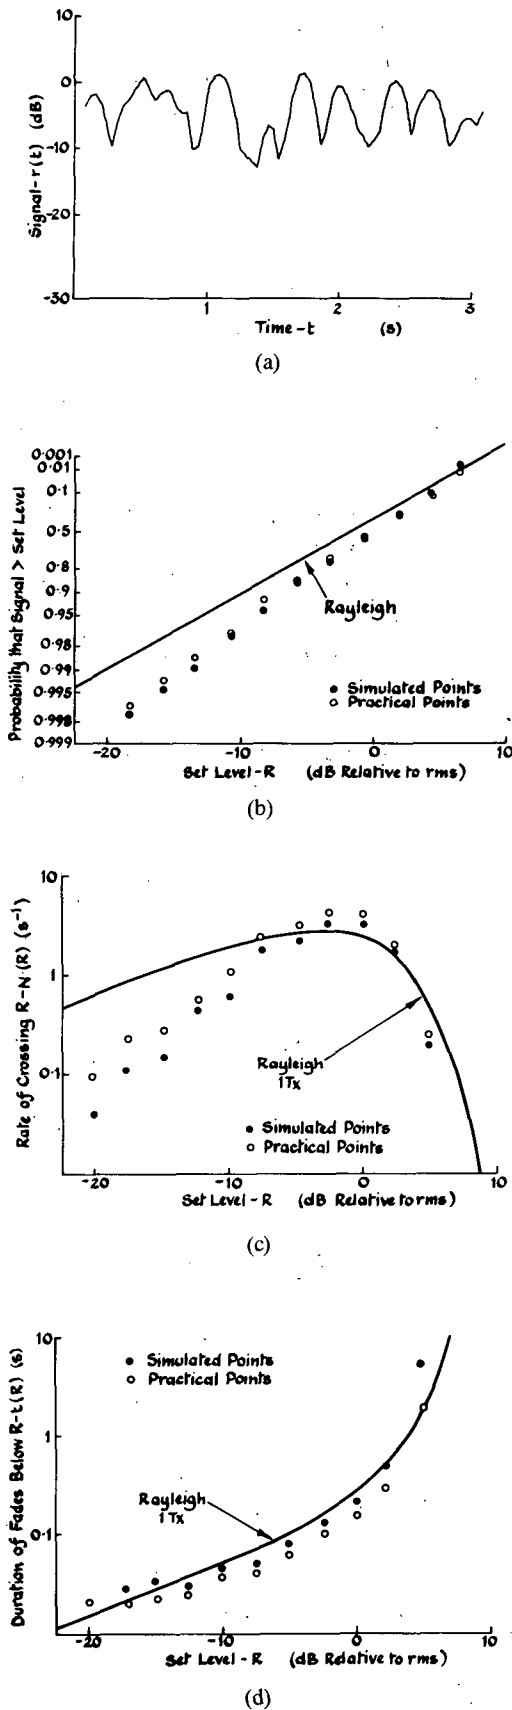 10
0
-10
-20
-30
Signal - r(t) (dB)
1 2 3
Time - t (s)
(a)
0·001
0·01
0·1
0·5
0·8
0·9
0·95
0·98
0·99
0·995
0·998
0·999
Probability that Signal > Set Level
Rayleigh
Simulated Points
Practical Points
-20 -10 0 10
Set Level - R (dB Relative to rms)
(b)
10
1
0·1
Rate of Crossing R - N (R) (s⁻¹)
Rayleigh
1Tx
Simulated Points
Practical Points
-20 -10 0 10
Set Level - R (dB Relative to rms)
(c)
10
1
0·1
Duration of Fades Below R - t(R) (s)
Simulated Points
Practical Points
Rayleigh
1Tx
-20 -10 0 10
Set Level - R (dB Relative to rms)
(d)